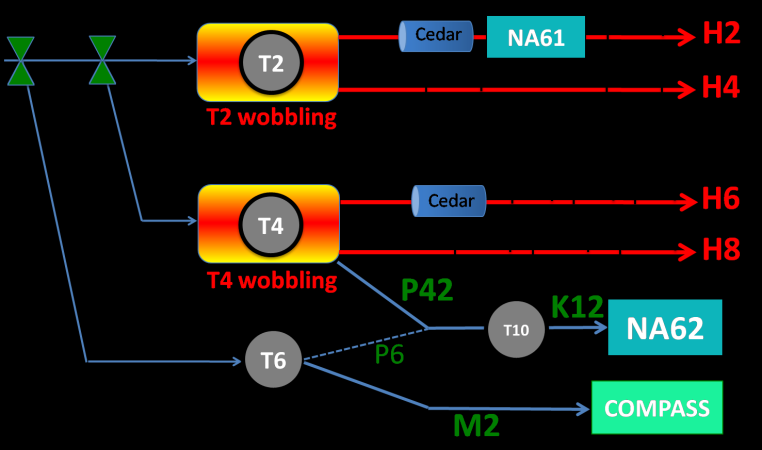 Cedar
NA61
H2
T2
H4
T2 wobbling
Cedar
H6
T4
H8
T4 wobbling
P42
K12
T10
NA62
P6
T6
COMPASS
M2